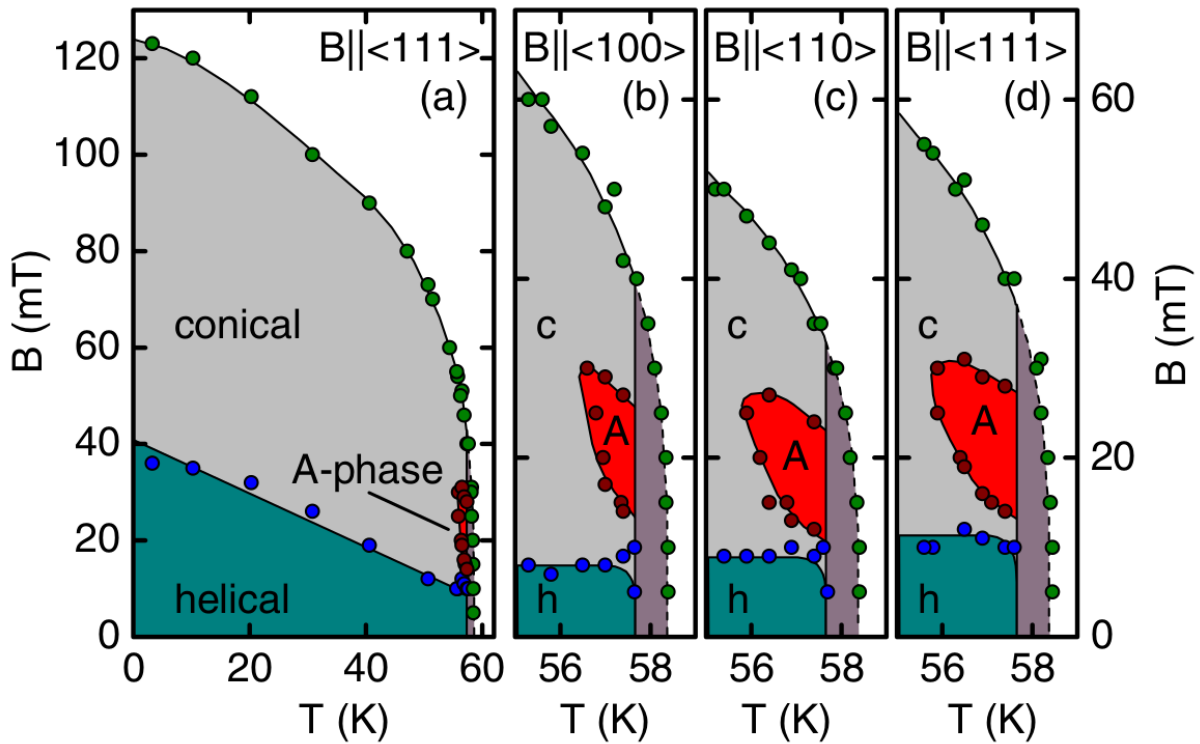 B||<111>
(a)
B||<100>
(b)
B||<110>
(c)
B||<111>
(d)
120
100
80
60
40
20
0
B (mT)
conical
A-phase
helical
c
A
h
c
A
h
c
A
h
60
40
20
0
B (mT)
0 20 40 60
56 58
56 58
56 58
T (K)
T (K)
T (K)
T (K)